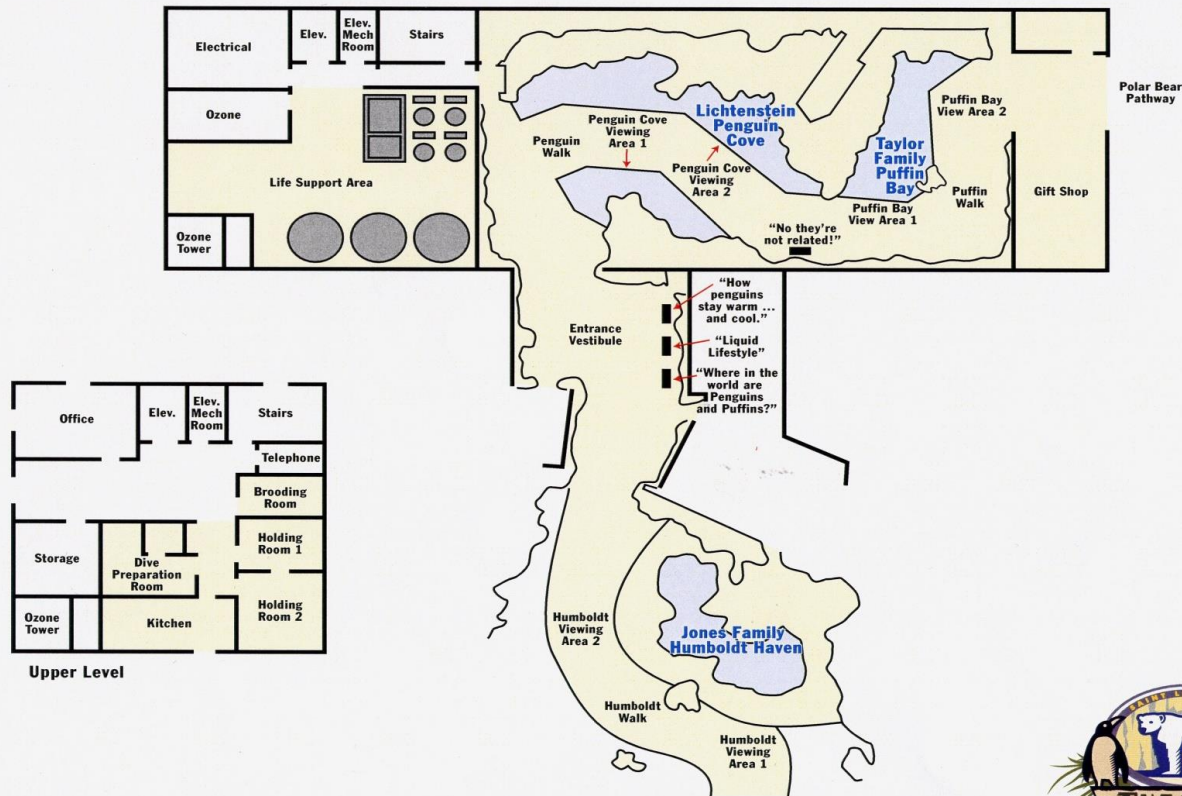 Electrical
Elev.
Elev.
Mech
Room
Stairs
Ozone
Life Support Area
Ozone
Tower
Lichtenstein
Penguin
Cove
Penguin Cove
Viewing
Area 1
Penguin
Walk
Penguin Cove
Viewing
Area 2
Taylor
Family
Puffin
Bay
Puffin Bay
View Area 2
Puffin Bay
View Area 1
Puffin
Walk
"No they're
not related!"
Gift Shop
Polar Bear
Pathway
Entrance
Vestibule
"How
penguins
stay warm ...
and cool."
"Liquid
Lifestyle"
"Where in the
world are
Penguins
and Puffins?"
Office
Elev.
Elev.
Mech
Room
Stairs
Telephone
Brooding
Room
Holding
Room 1
Storage
Dive
Preparation
Room
Ozone
Tower
Kitchen
Holding
Room 2
Upper Level
Humboldt
Viewing
Area 2
Jones Family
Humboldt Haven
Humboldt
Walk
Humboldt
Viewing
Area 1
SAINT